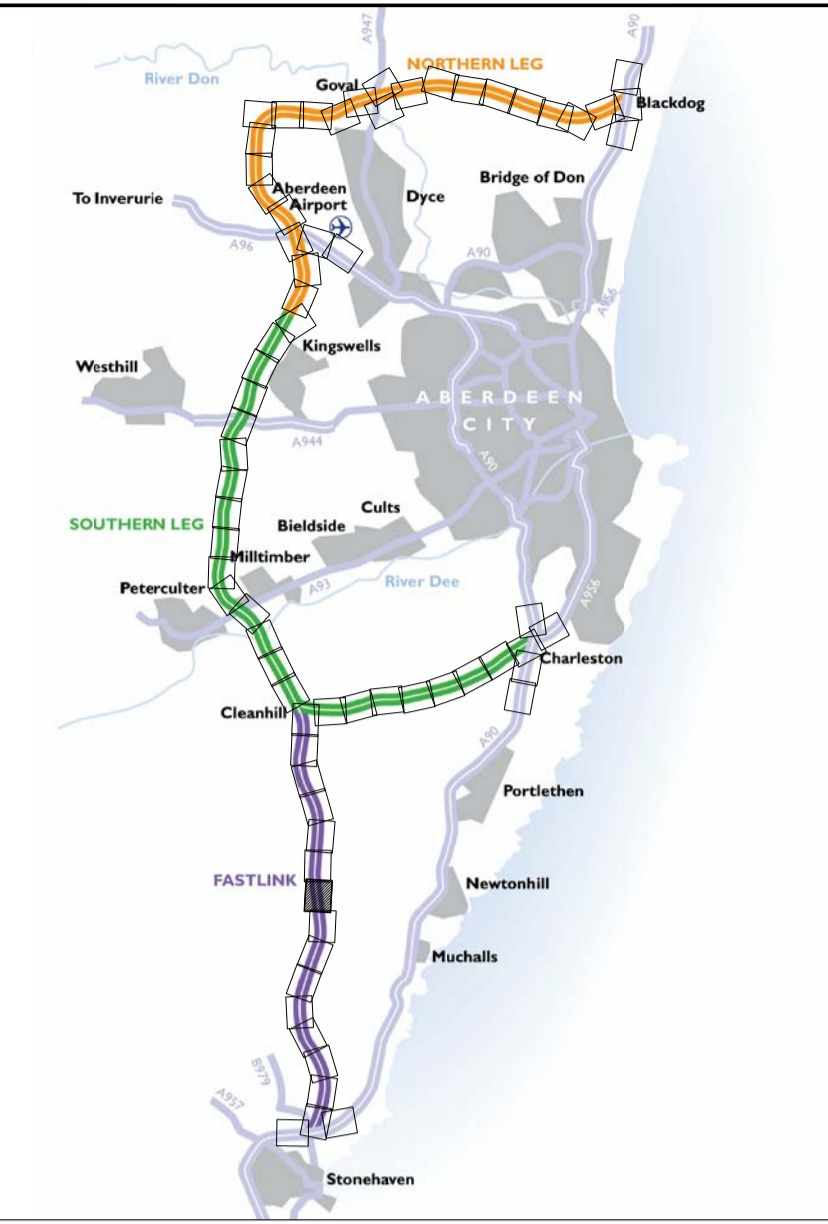 A947
A90
NORTHERN LEG
River Don
Goval
Blackdog
Bridge of Don
Aberdeen
Airport
Dyce
To Inverurie
A96
A90
A956
Kingswells
Westhill
ABERDEEN
CITY
A944
A90
Cults
SOUTHERN LEG
Bieldside
Milltimber
River Dee
Peterculter
A93
A956
Charleston
Cleanhill
A90
Portlethen
FASTLINK
Newtonhill
Muchalls
B979
A957
Stonehaven